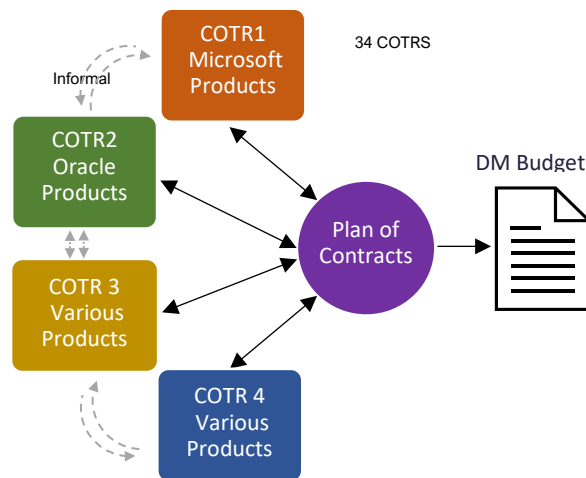 COTR1
Microsoft
Products
34 COTRS
Informal
COTR2
Oracle
Products
DM Budget
Plan of
Contracts
COTR 3
Various
Products
COTR 4
Various
Products